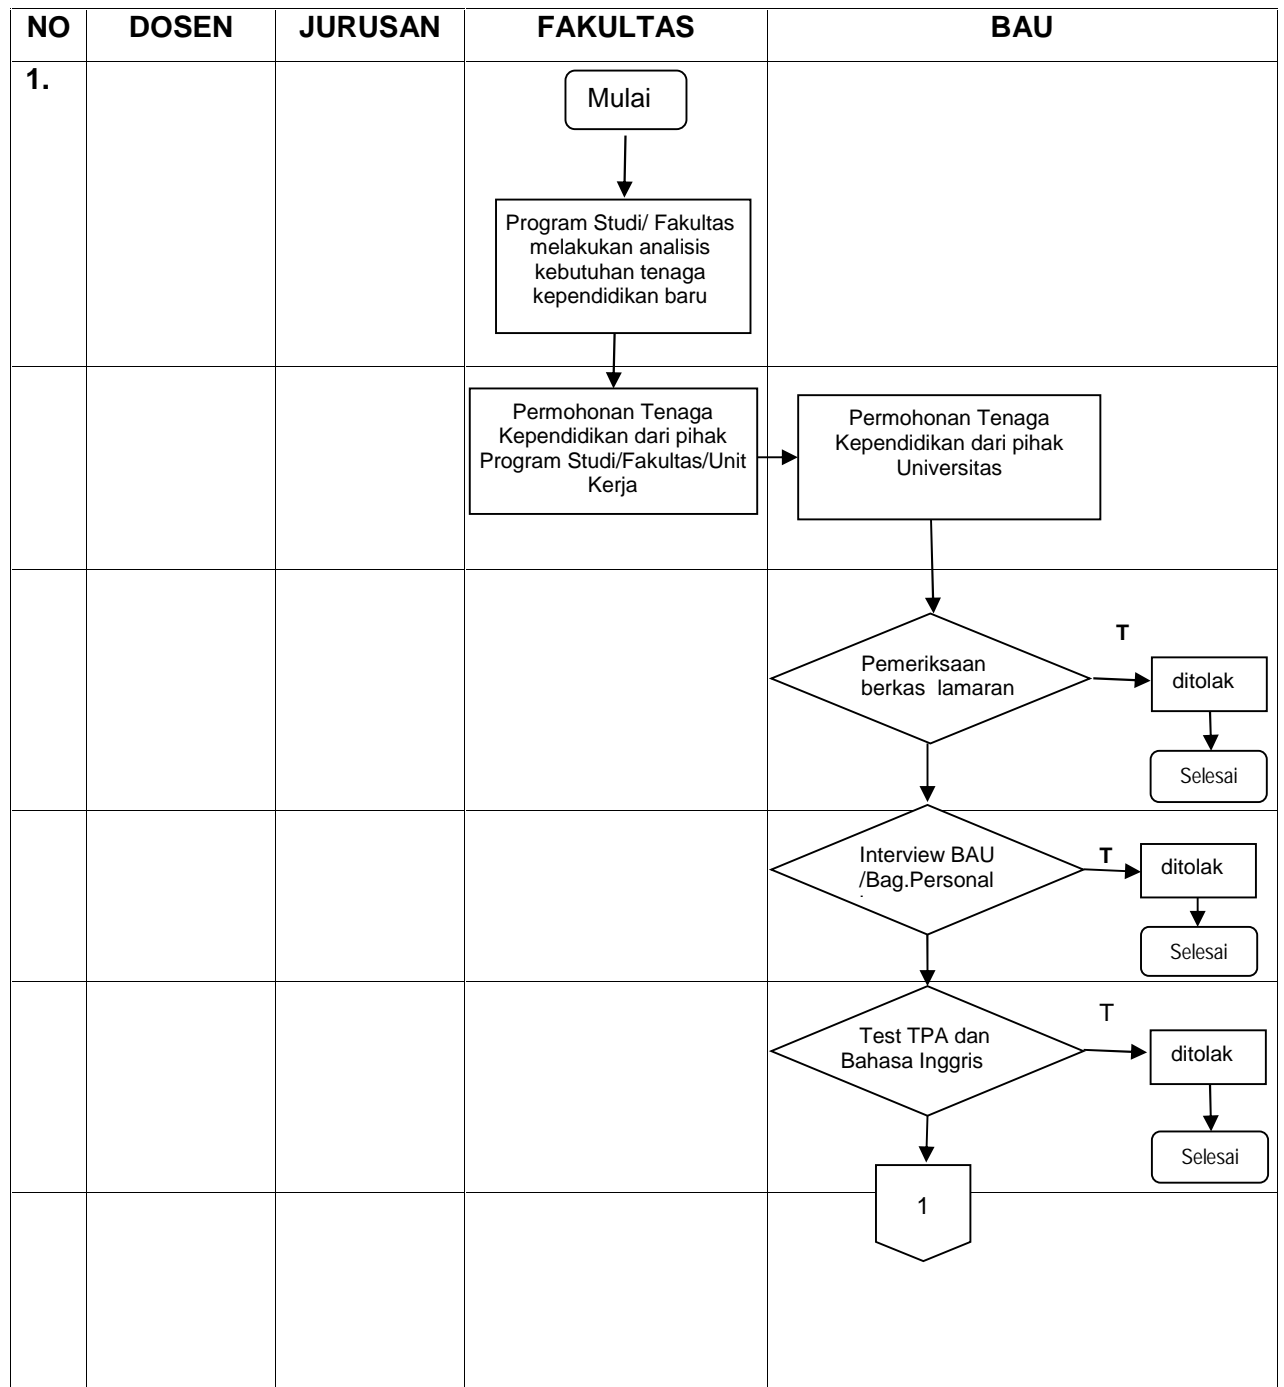 NO DOSEN JURUSAN FAKULTAS BAU
1.
Mulai
Program Studi/ Fakultas
melakukan analisis
kebutuhan tenaga
kependidikan baru
Permohonan Tenaga
Kependidikan dari pihak
Program Studi/Fakultas/Unit
Kerja
Permohonan Tenaga
Kependidikan dari pihak
Universitas
Pemeriksaan
berkas lamaran
T
ditolak
Selesai
Interview BAU
/Bag.Personal
T
ditolak
Selesai
Test TPA dan
Bahasa Inggris
T
ditolak
Selesai
1